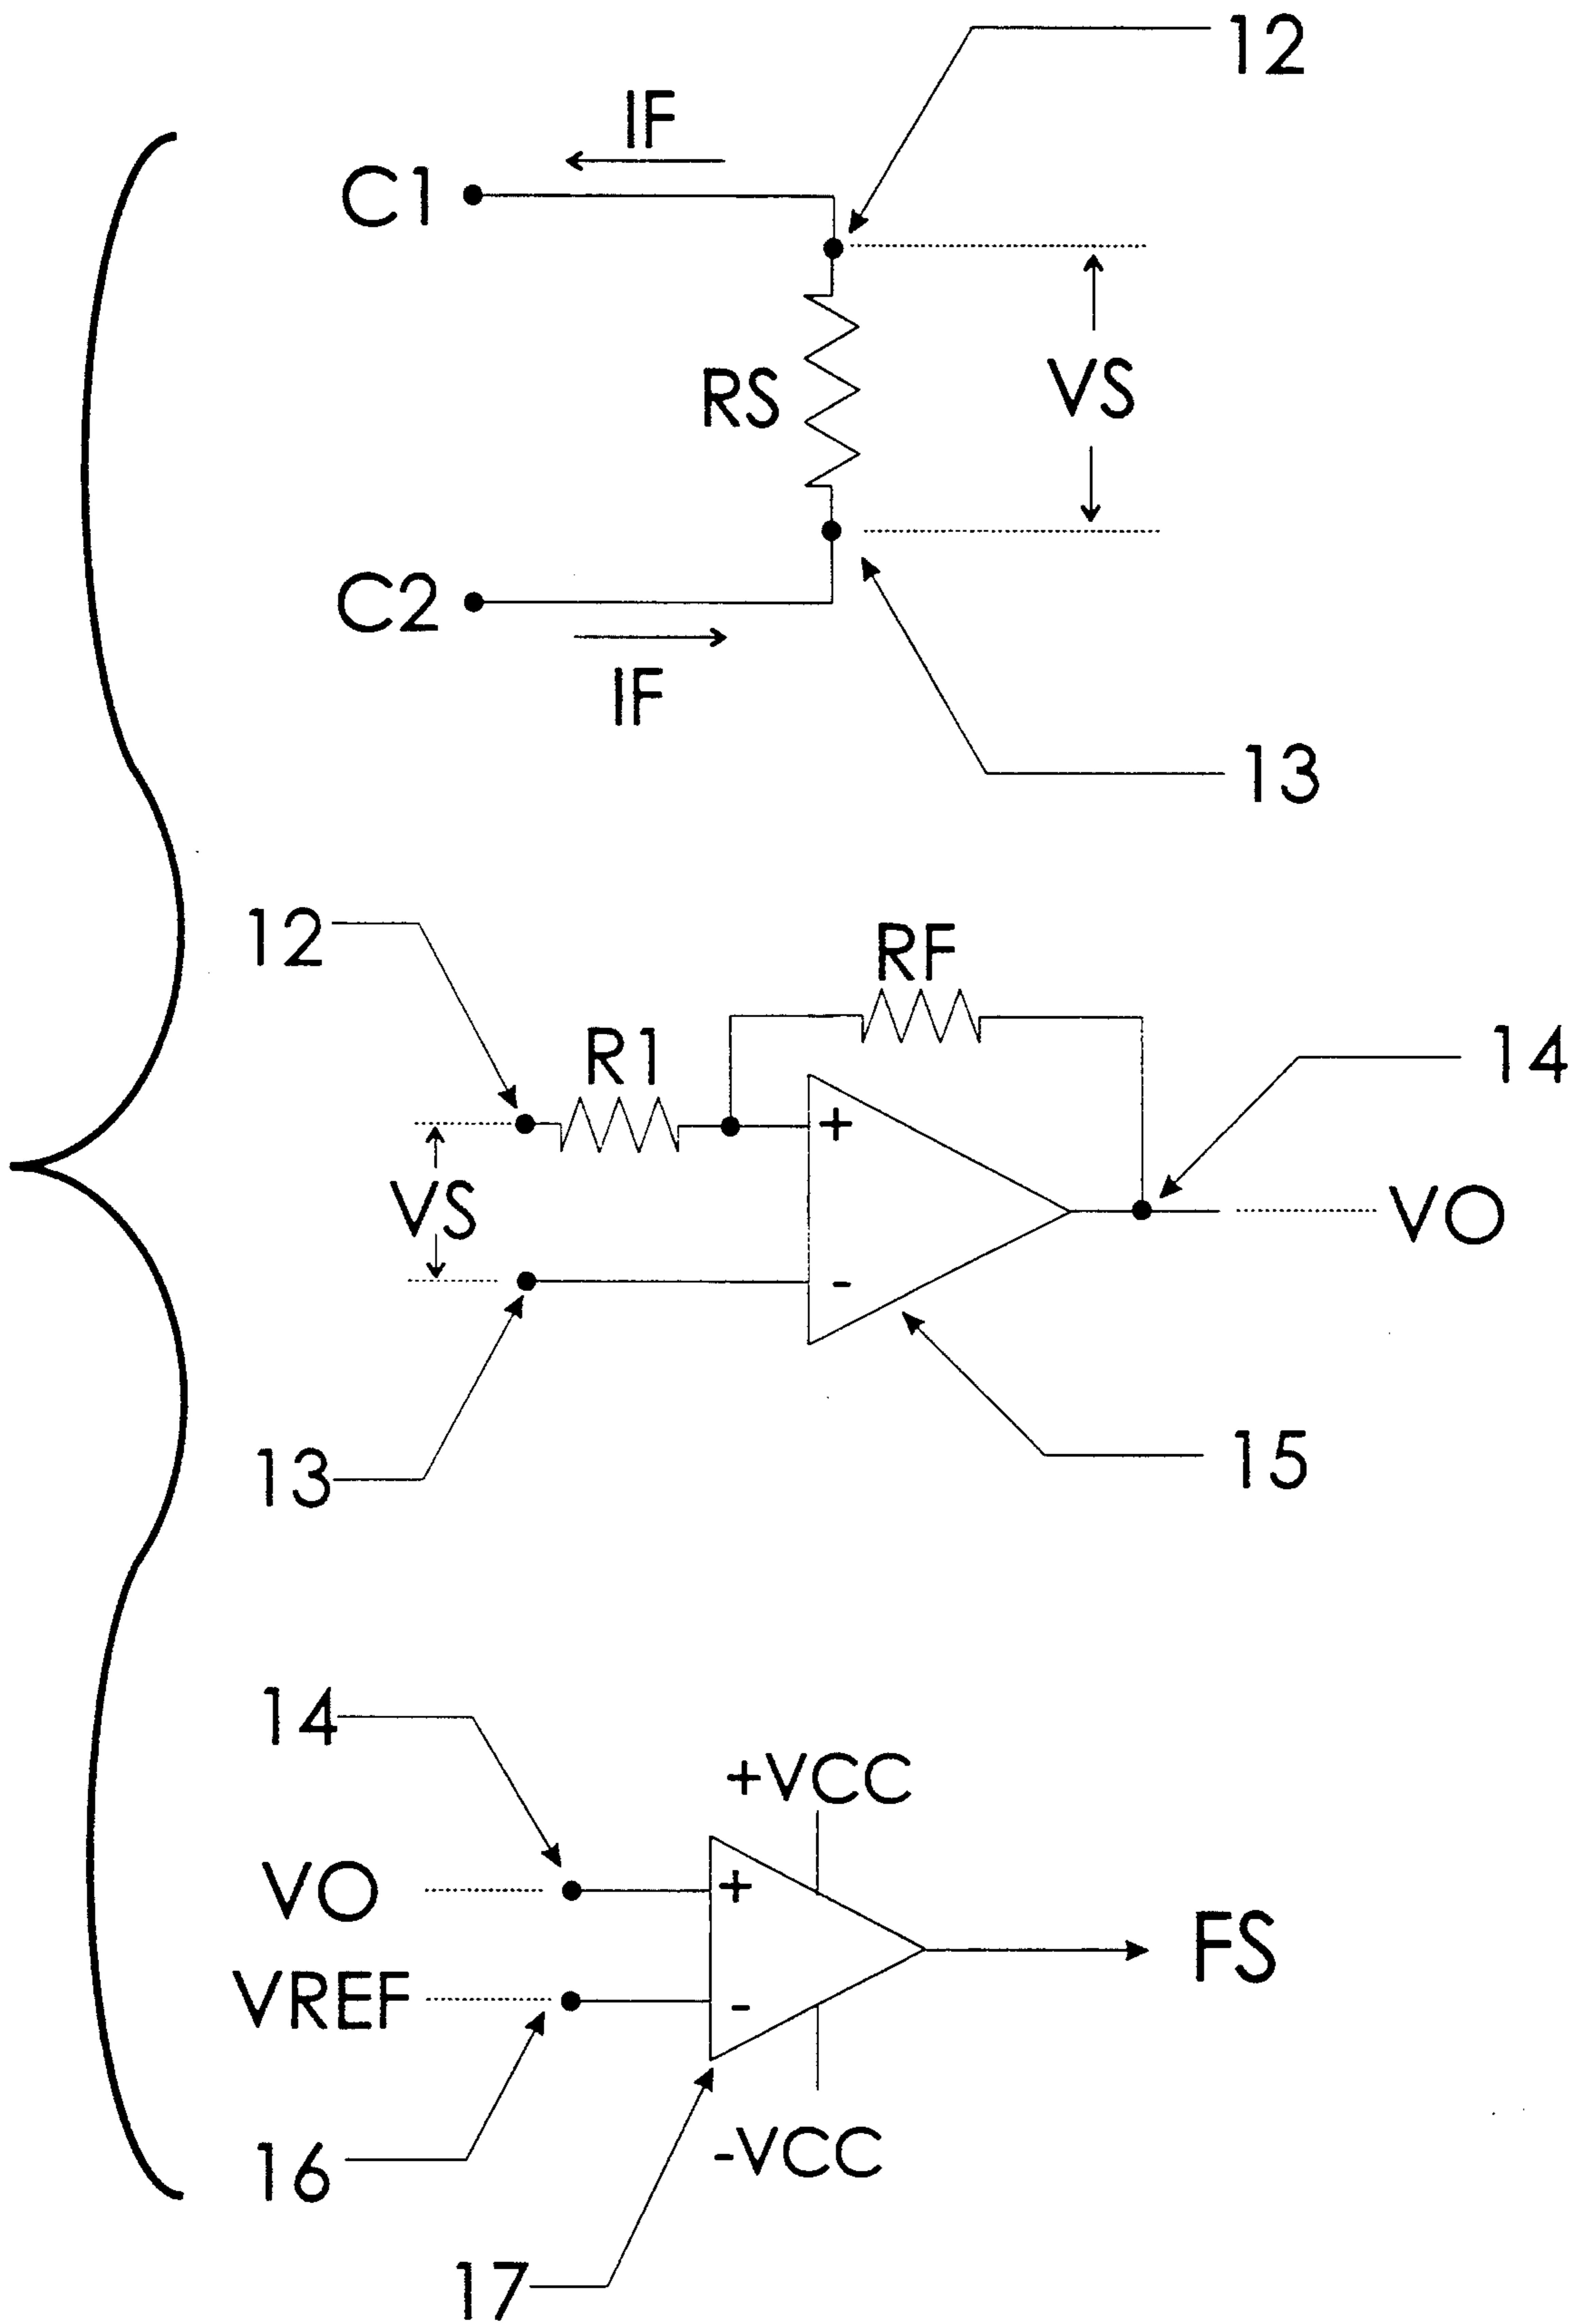 12
IF
C1
RS
VS
C2
IF
13
12
RF
R1
14
+
VS
VO
-
13
15
14
+VCC
VO
+
FS
VREF
-
16
-VCC
17